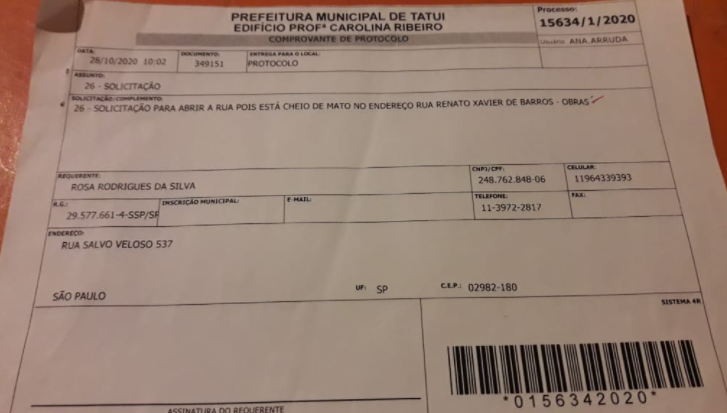 PREFEITURA MUNICIPAL DE TATUI
EDIFÍCIO PROFª CAROLINA RIBEIRO
COMPROVANTE DE PROTOCOLO
Processo:
15634/1/2020
Usuário: ANA.ARRUDA
DATA:
28/10/2020 10:02
DOCUMENTO:
349151
ENTREGA PARA O LOCAL:
PROTOCOLO
ASSUNTO:
26 - SOLICITAÇÃO
SOLICITAÇÃO/COMPLEMENTO:
26 - SOLICITAÇÃO PARA ABRIR A RUA POIS ESTÁ CHEIO DE MATO NO ENDEREÇO RUA RENATO XAVIER DE BARROS - OBRAS
REQUERENTE:
ROSA RODRIGUES DA SILVA
CNPJ/CPF:
248.762.848-06
CELULAR:
11964339393
R.G.:
29.577.661-4-SSP/SP
INSCRIÇÃO MUNICIPAL:
E-MAIL:
TELEFONE:
11-3972-2817
FAX:
ENDEREÇO:
RUA SALVO VELOSO 537
SÃO PAULO
UF: SP
C.E.P.: 02982-180
SISTEMA 4R
*0156342020*
ASSINATURA DO REQUERENTE